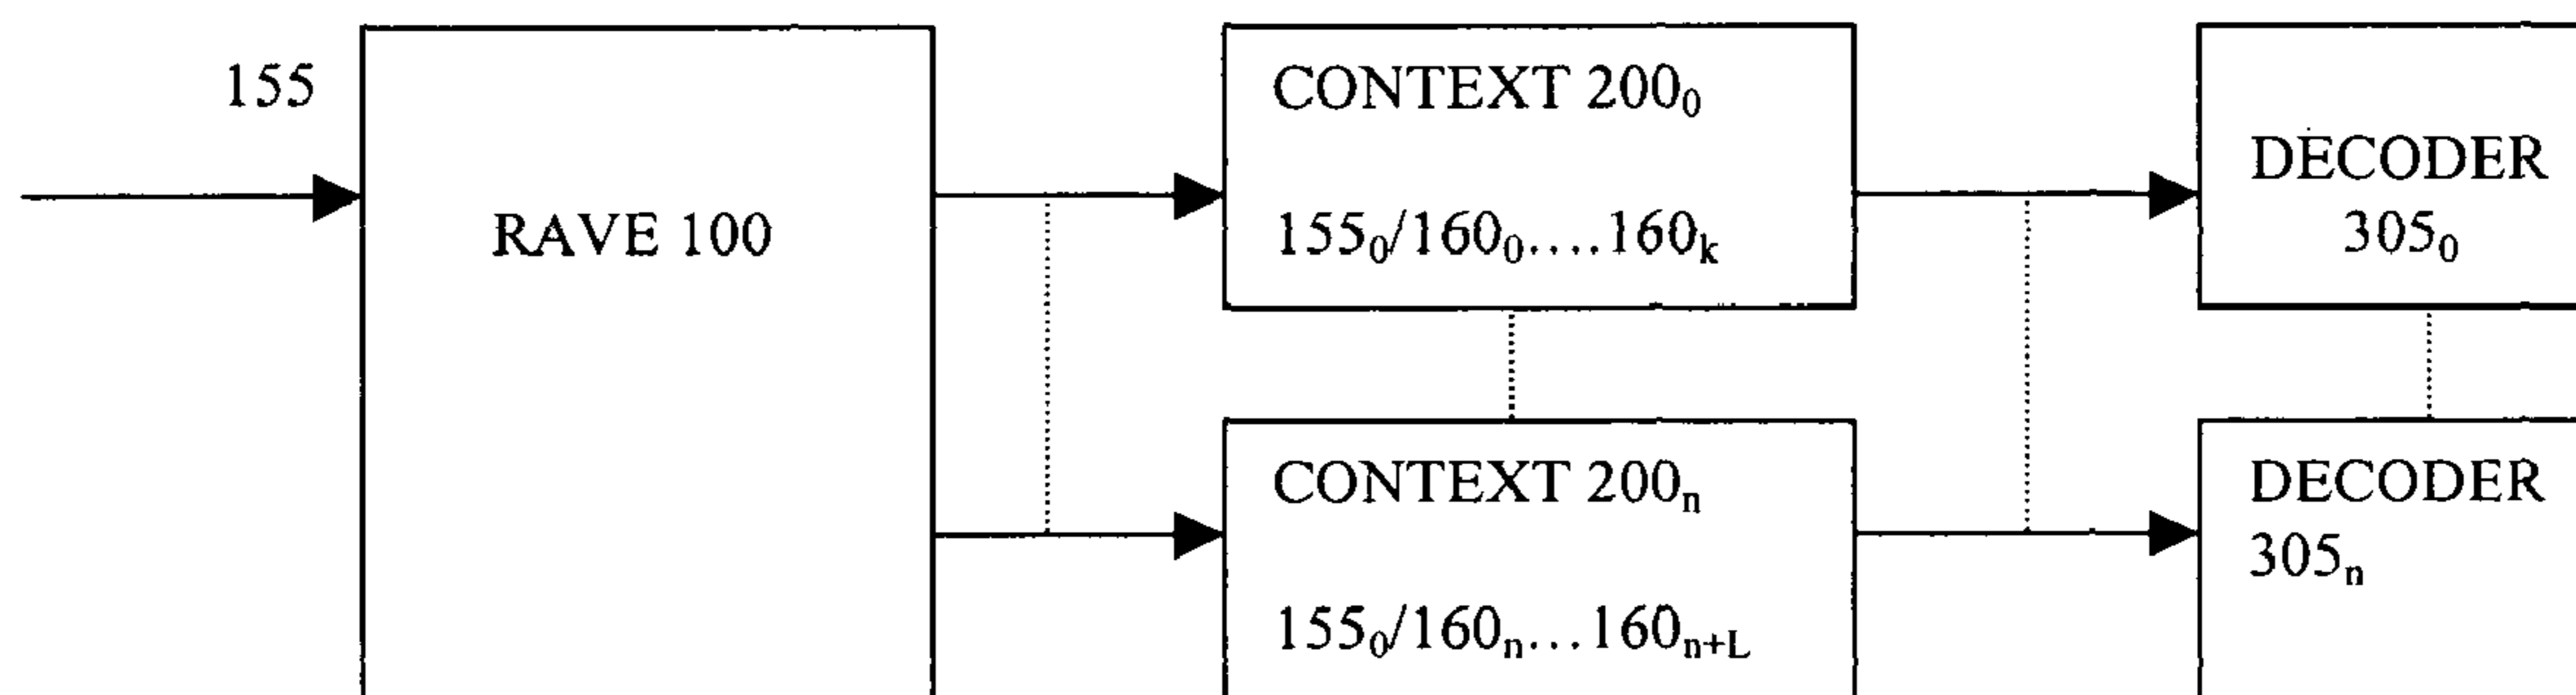 155
RAVE 100
CONTEXT 200₀
155₀/160₀....160ₖ
DECODER
305₀
CONTEXT 200ₙ
155₀/160ₙ...160ₙ₊L
DECODER
305ₙ